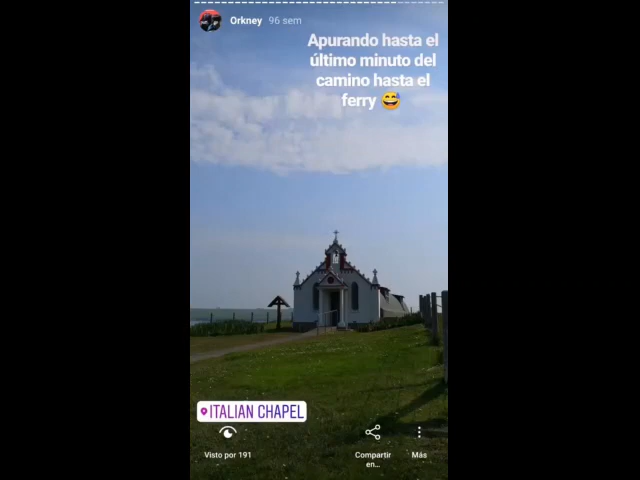 Orkney 96 sem
Apurando hasta el
último minuto del
camino hasta el
ferry 😅
ITALIAN CHAPEL
Visto por 191
Compartir
en...
Más